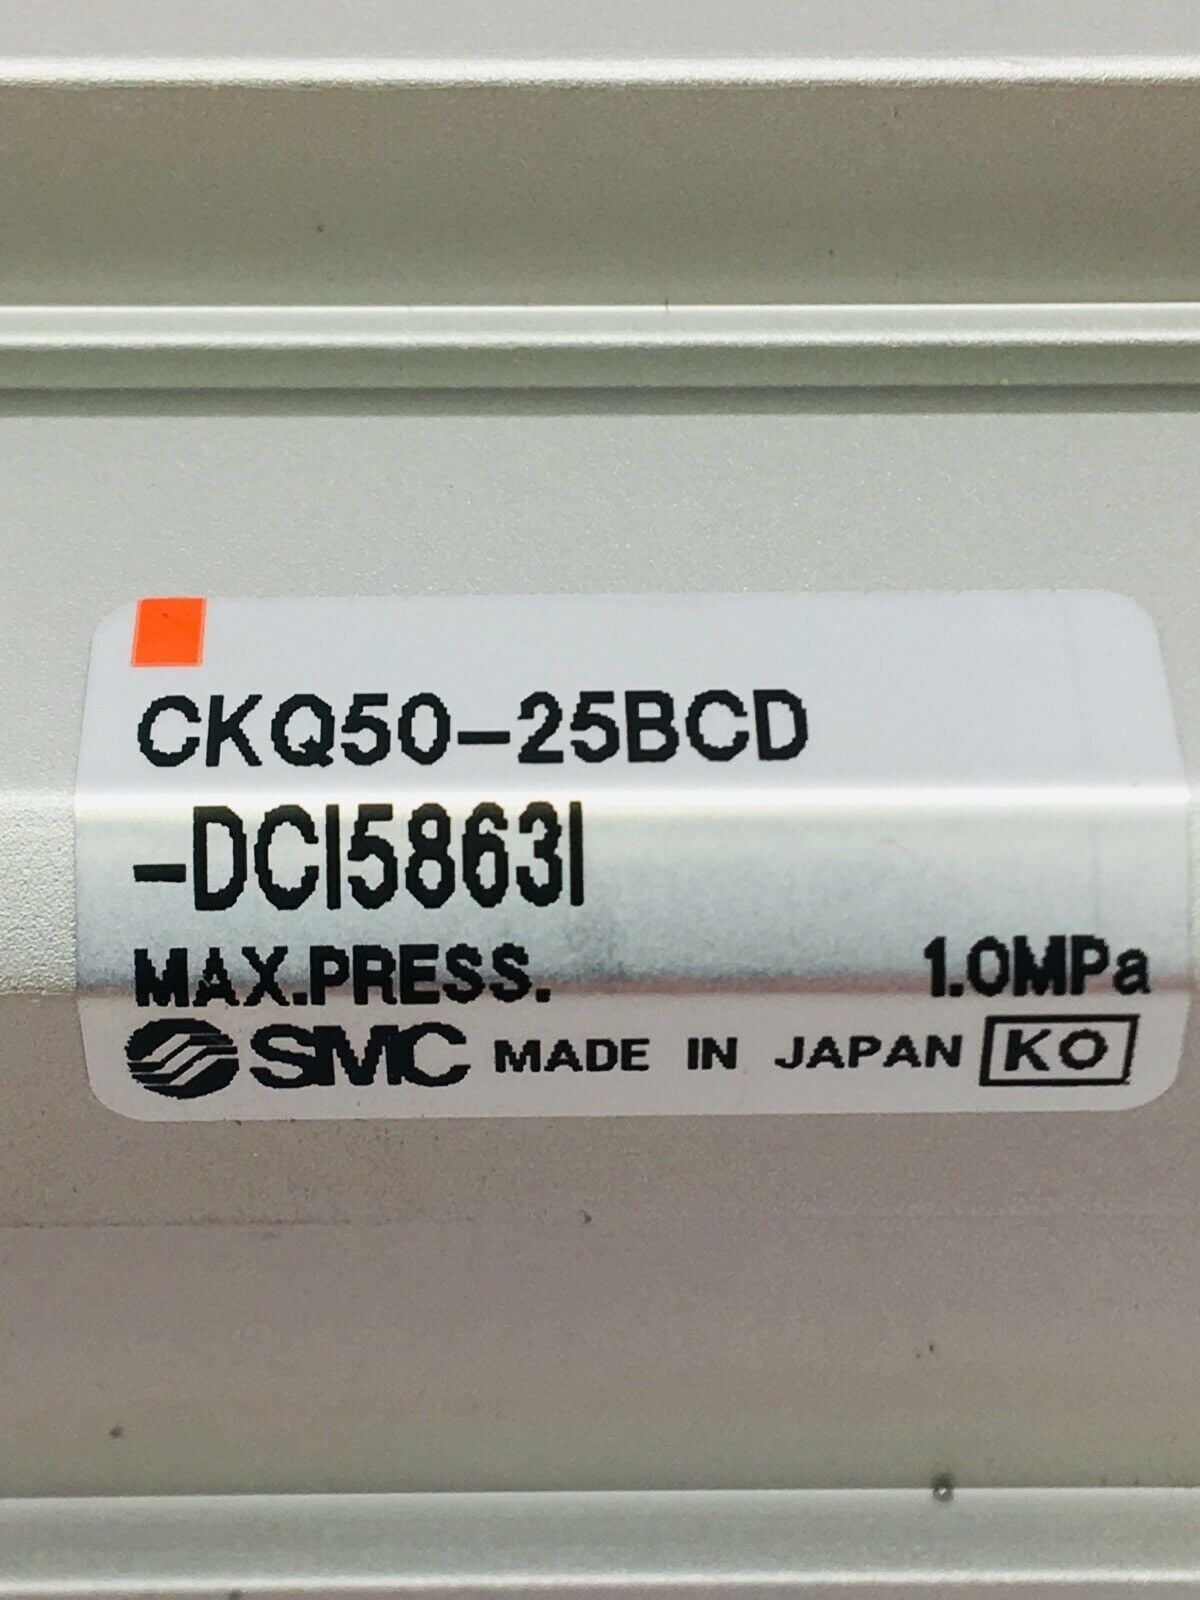 CKQ50-25BCD
-DCI5863I
MAX.PRESS. 1.0MPa
SMC MADE IN JAPAN KO